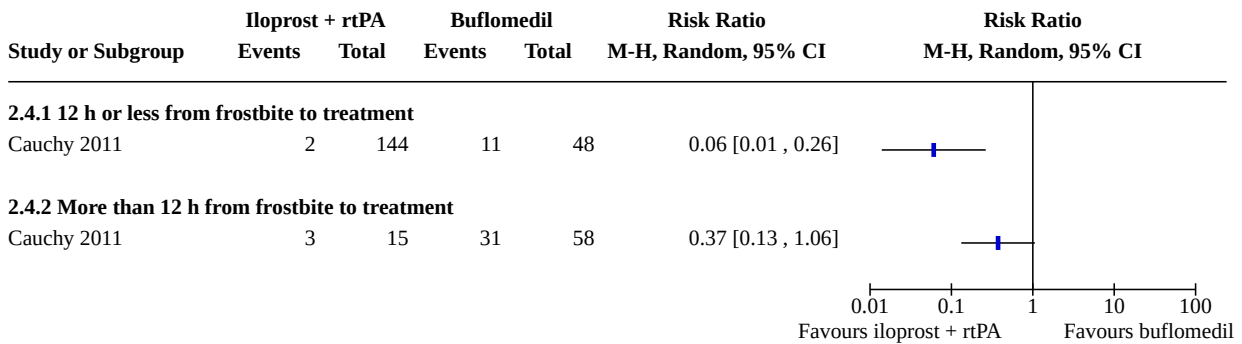 Iloprost + rtPA Buflomedil Risk Ratio Risk Ratio
Study or Subgroup Events Total Events Total M-H, Random, 95% CI M-H, Random, 95% CI
2.4.1 12 h or less from frostbite to treatment
Cauchy 2011 2 144 11 48 0.06 [0.01 , 0.26]
2.4.2 More than 12 h from frostbite to treatment
Cauchy 2011 3 15 31 58 0.37 [0.13 , 1.06]
0.01 0.1 1 10 100
Favours iloprost + rtPA Favours buflomedil